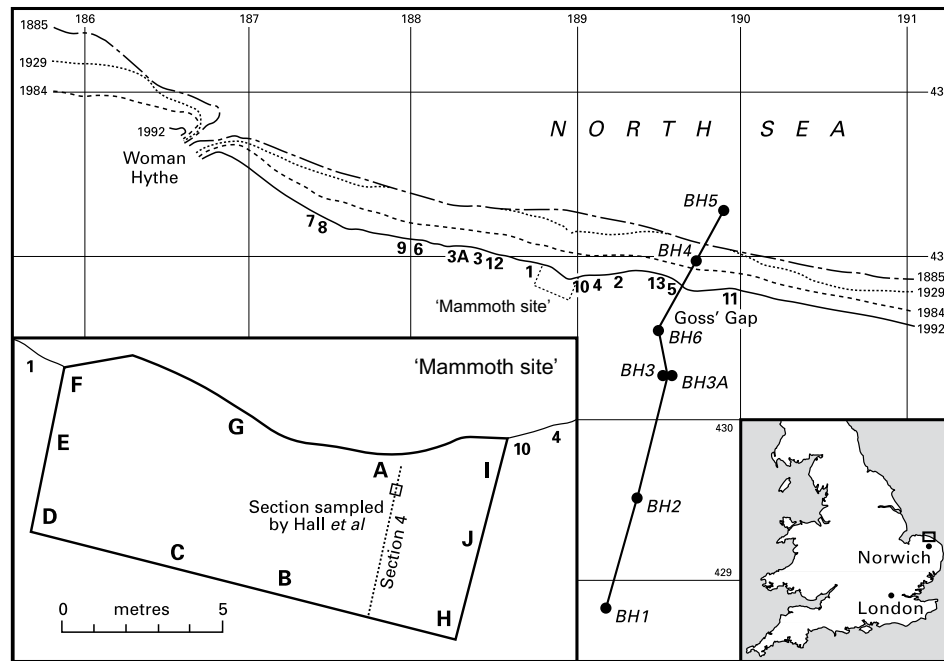 1885
186
187
188
189
190
191
1929
1984
43
1992
Woman
Hythe
NORTH SEA
BH5
BH4
7
8
9
6
3A
3
12
1
10
4
2
13
5
11
43
1885
1929
1984
1992
'Mammoth site'
Goss' Gap
BH6
BH3
BH3A
430
BH2
429
BH1
'Mammoth site'
1
F
E
D
G
A
I
10
4
Section sampled
by Hall et al
Section 4
J
C
B
H
0 metres 5
Norwich
London